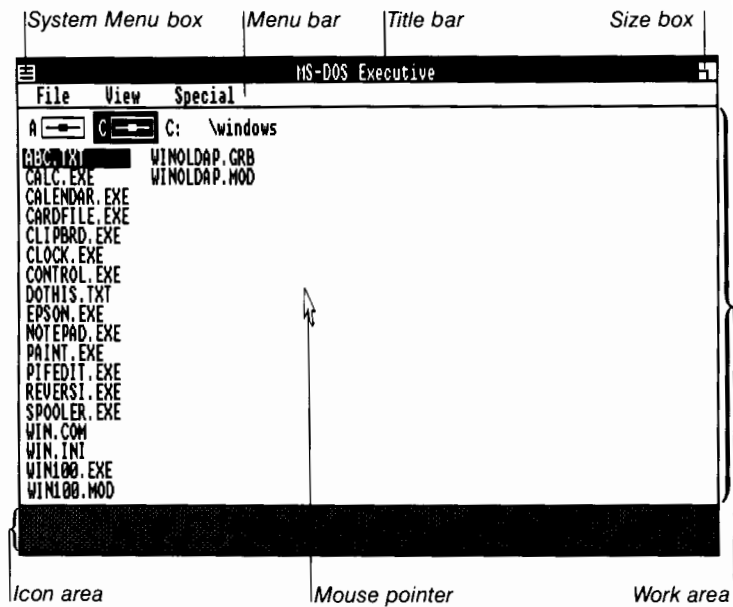 System Menu box Menu bar Title bar Size box
MS-DOS Executive
File View Special
A C C: \windows
ABC.TXT WINOLDAP.GRB
CALC.EXE WINOLDAP.MOD
CALENDAR.EXE
CARDFILE.EXE
CLIPBRD.EXE
CLOCK.EXE
CONTROL.EXE
DOTHIS.TXT
EPSON.EXE
NOTEPAD.EXE
PAINT.EXE
PIFEDIT.EXE
REVERSI.EXE
SPOOLER.EXE
WIN.COM
WIN.INI
WIN100.EXE
WIN100.MOD
Icon area Mouse pointer Work area